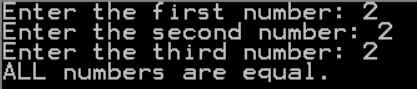 Enter the first number: 2
Enter the second number: 2
Enter the third number: 2
ALL numbers are equal.